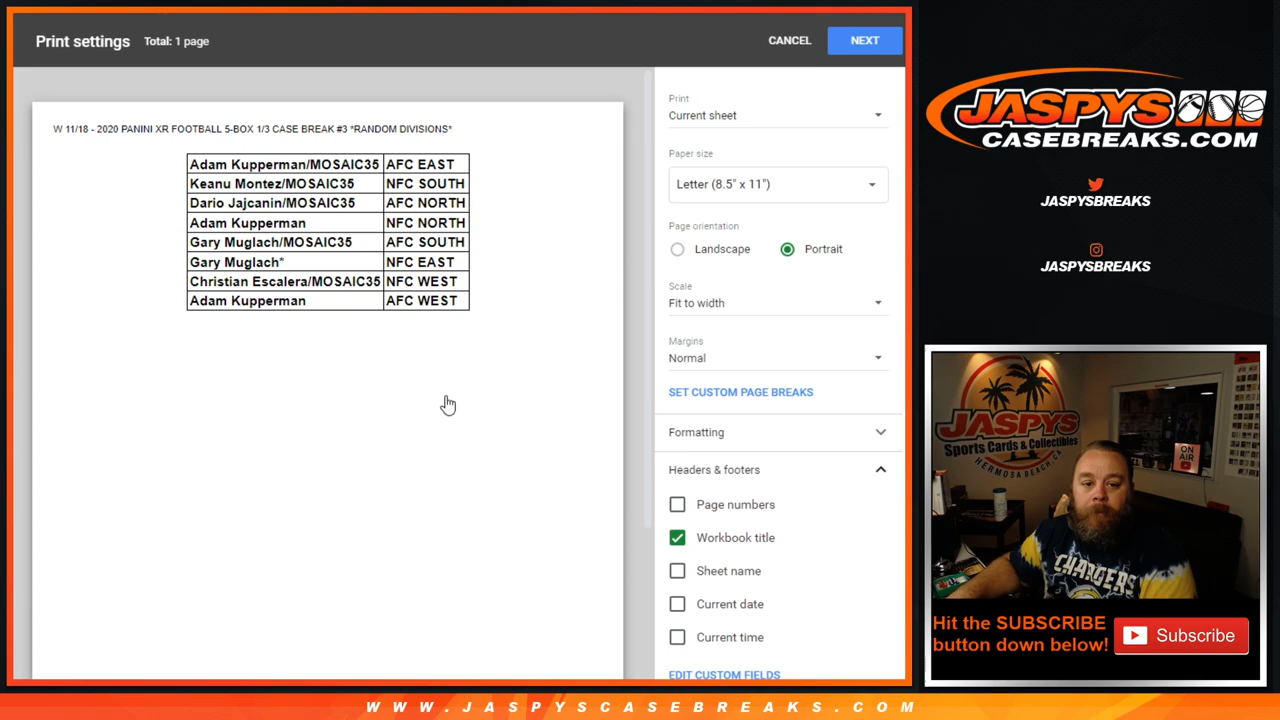 Print settings Total: 1 page CANCEL NEXT
W 11/18 - 2020 PANINI XR FOOTBALL 5-BOX 1/3 CASE BREAK #3 *RANDOM DIVISIONS*
Adam Kupperman/MOSAIC35 AFC EAST
Keanu Montez/MOSAIC35 NFC SOUTH
Dario Jajcanin/MOSAIC35 AFC NORTH
Adam Kupperman NFC NORTH
Gary Muglach/MOSAIC35 AFC SOUTH
Gary Muglach* NFC EAST
Christian Escalera/MOSAIC35 NFC WEST
Adam Kupperman AFC WEST
Print
Current sheet
Paper size
Letter (8.5" x 11")
Page orientation
Landscape Portrait
Scale
Fit to width
Margins
Normal
SET CUSTOM PAGE BREAKS
Formatting
Headers & footers
Page numbers
Workbook title
Sheet name
Current date
Current time
EDIT CUSTOM FIELDS
JASPYS
CASEBREAKS.COM
JASPYSBREAKS
JASPYSBREAKS
JASPYS
Sports Cards & Collectibles
HERMOSA BEACH, CA
ON
AIR
CHARGERS
Hit the SUBSCRIBE
button down below!
Subscribe
WWW.JASPYSCASEBREAKS.COM